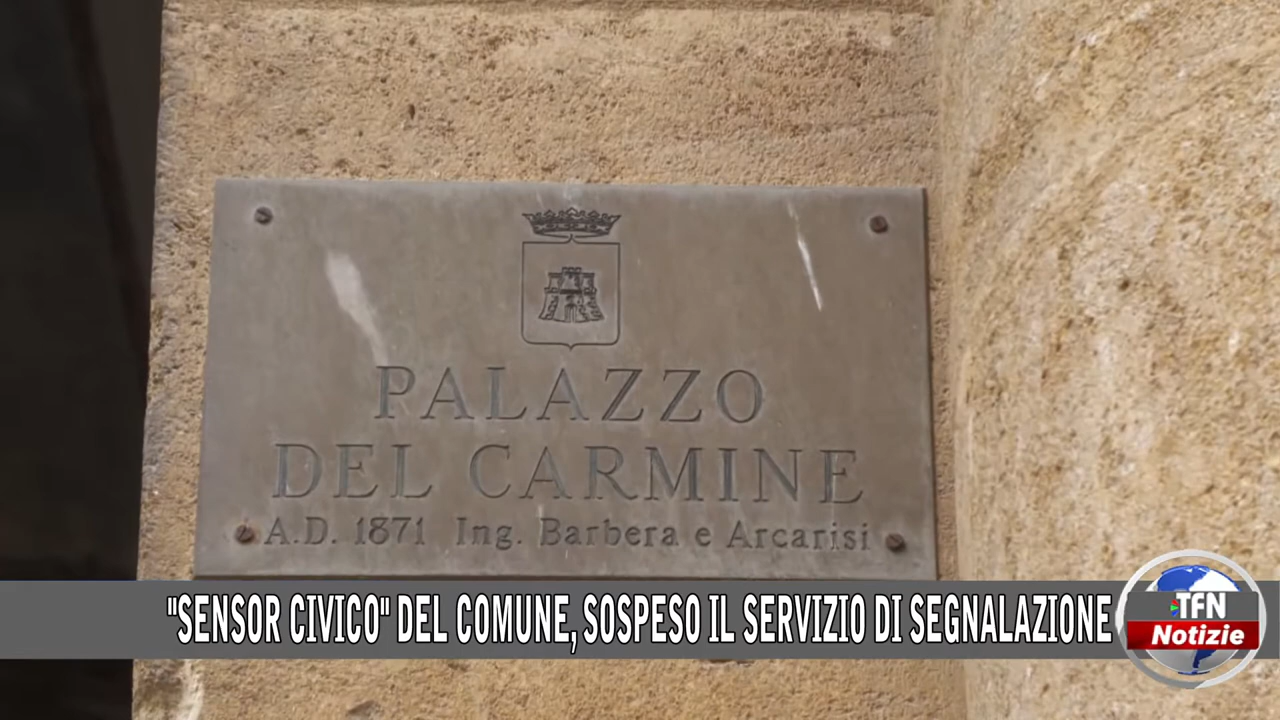 PALAZZO
DEL CARMINE
A.D. 1871 Ing. Barbera e Arcarisi
"SENSOR CIVICO" DEL COMUNE, SOSPESO IL SERVIZIO DI SEGNALAZIONE
TFN
Notizie